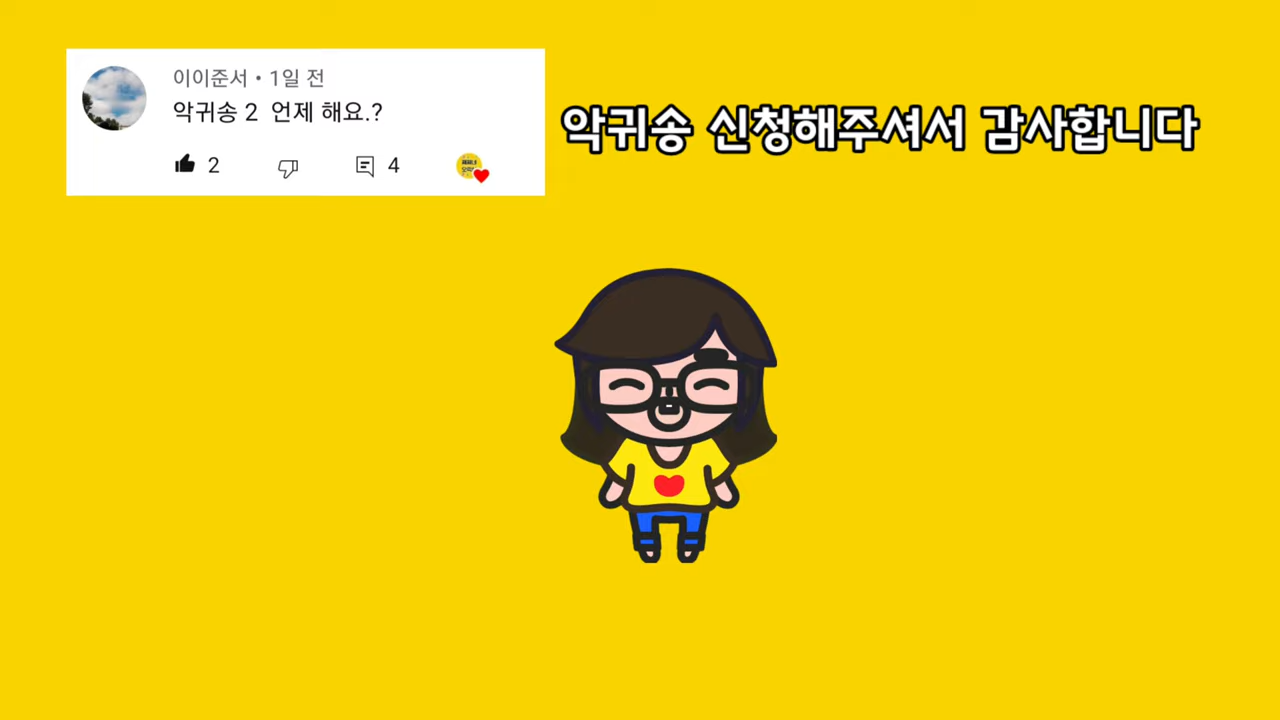 이이준서 • 1일 전
악귀송 2 언제 해요.?
2 4
악귀송 신청해주셔서 감사합니다